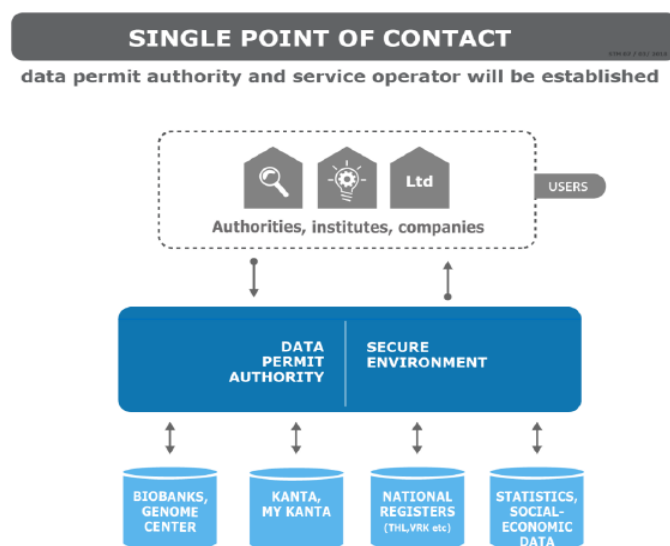 SINGLE POINT OF CONTACT
data permit authority and service operator will be established
Ltd
USERS
Authorities, institutes, companies
DATA
PERMIT
AUTHORITY
SECURE
ENVIRONMENT
BIOBANKS,
GENOME
CENTER
KANTA,
MY KANTA
NATIONAL
REGISTERS
(THL,VRK etc)
STATISTICS,
SOCIAL-
ECONOMIC
DATA